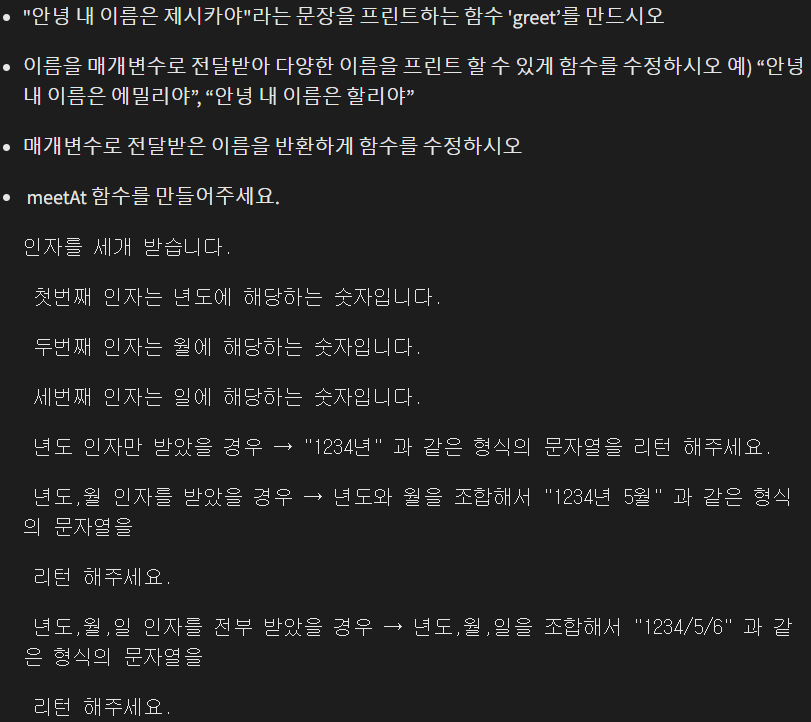 • "안녕 내 이름은 제시카야"라는 문장을 프린트하는 함수 'greet’를 만드시오
• 이름을 매개변수로 전달받아 다양한 이름을 프린트 할 수 있게 함수를 수정하시오 예) “안녕
내 이름은 에밀리야”, “안녕 내 이름은 할리야”
• 매개변수로 전달받은 이름을 반환하게 함수를 수정하시오
• meetAt 함수를 만들어주세요.
인자를 세개 받습니다.
첫번째 인자는 년도에 해당하는 숫자입니다.
두번째 인자는 월에 해당하는 숫자입니다.
세번째 인자는 일에 해당하는 숫자입니다.
년도 인자만 받았을 경우 → "1234년" 과 같은 형식의 문자열을 리턴 해주세요.
년도,월 인자를 받았을 경우 → 년도와 월을 조합해서 "1234년 5월" 과 같은 형식
의 문자열을
리턴 해주세요.
년도,월,일 인자를 전부 받았을 경우 → 년도,월,일을 조합해서 "1234/5/6" 과 같
은 형식의 문자열을
리턴 해주세요.